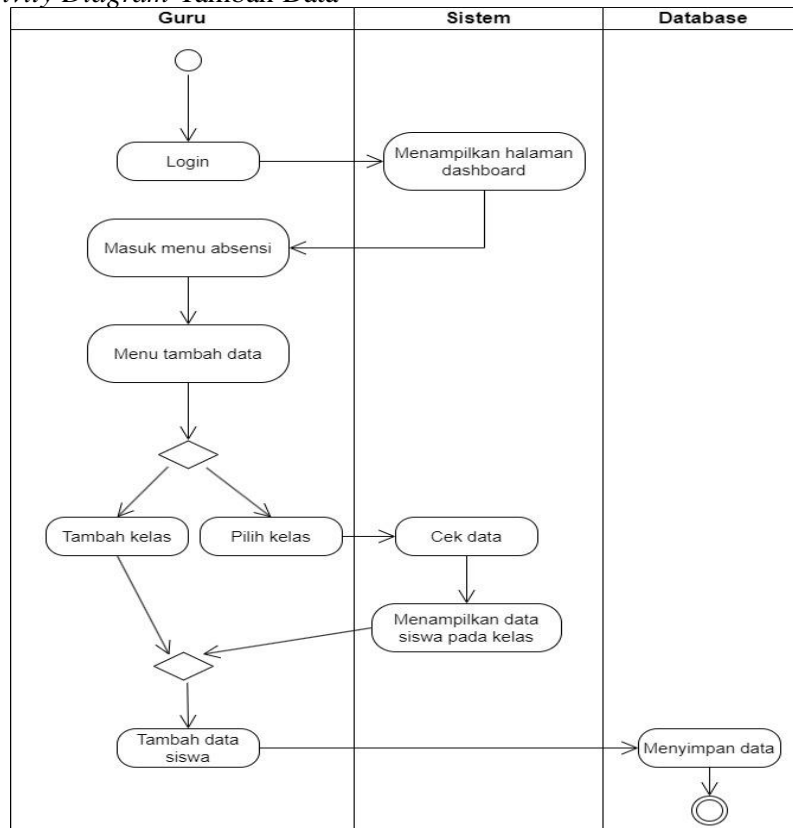 Diagram Tambah Data
Guru
Sistem
Database
Login
Menampilkan halaman
dashboard
Masuk menu absensi
Menu tambah data
Tambah kelas
Pilih kelas
Cek data
Menampilkan data
siswa pada kelas
Tambah data
siswa
Menyimpan data